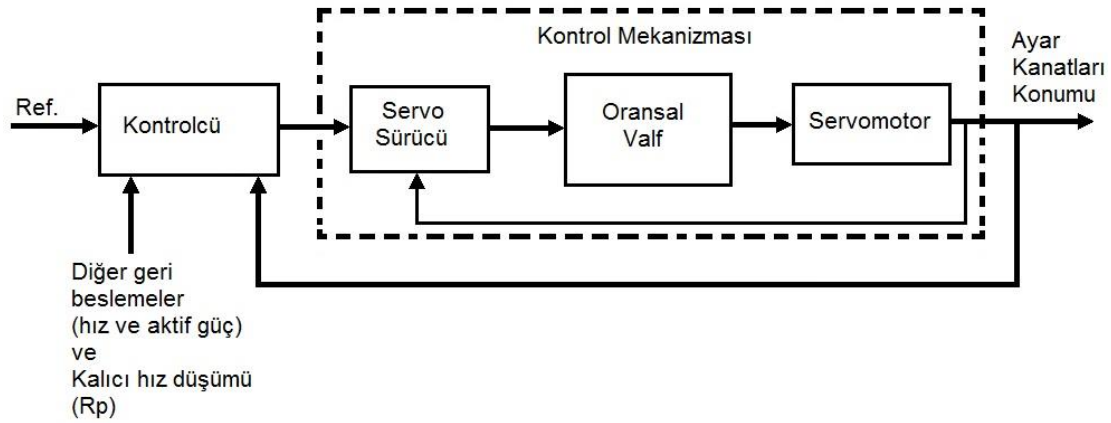 Kontrol Mekanizması
Ayar
Kanatları
Konumu
Ref.
Kontrolcü
Servo
Sürücü
Oransal
Valf
Servomotor
Diğer geri
beslemeler
(hız ve aktif güç)
ve
Kalıcı hız düşümü
(Rp)